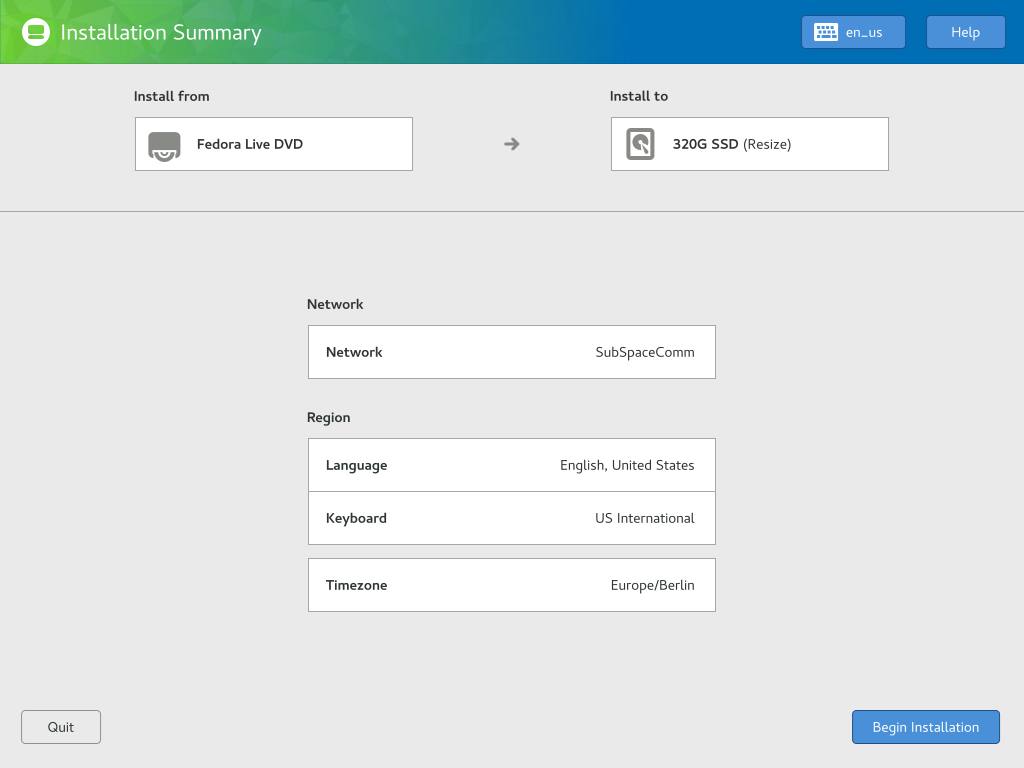 Installation Summary
en_us
Help
Install from
Install to
Fedora Live DVD
320G SSD (Resize)
Network
Network SubSpaceComm
Region
Language English, United States
Keyboard US International
Timezone Europe/Berlin
Quit
Begin Installation